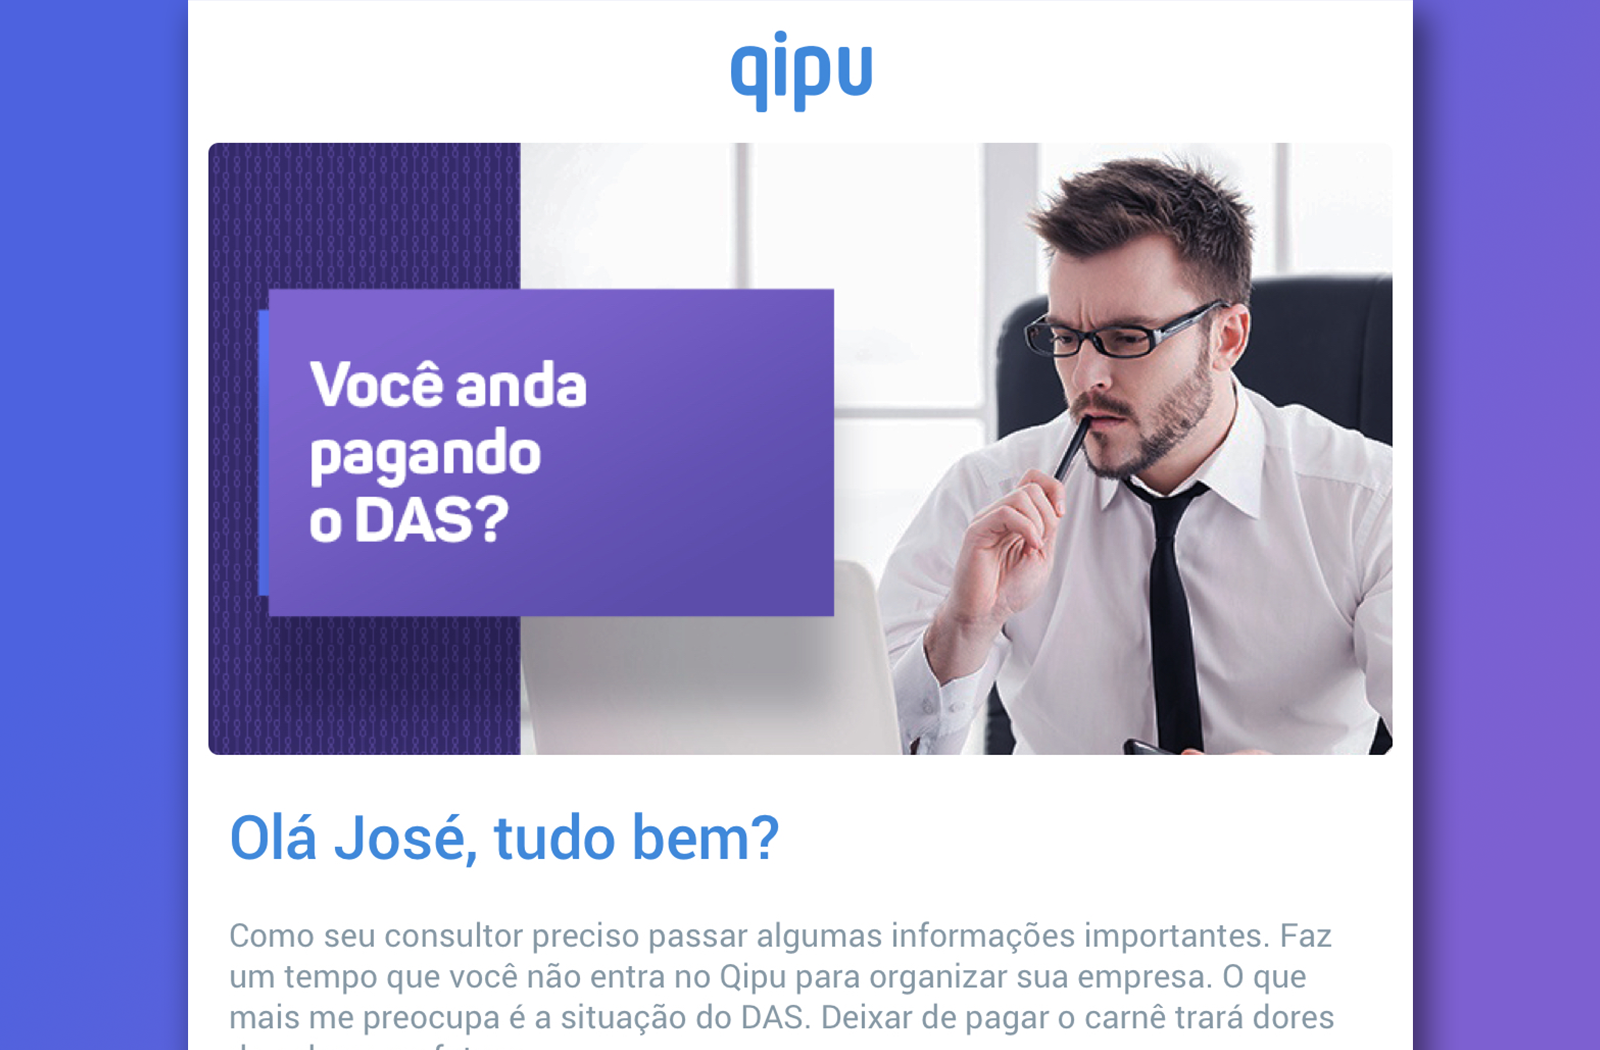 qipu
Você anda
pagando
o DAS?
Olá José, tudo bem?
Como seu consultor preciso passar algumas informações importantes. Faz
um tempo que você não entra no Qipu para organizar sua empresa. O que
mais me preocupa é a situação do DAS. Deixar de pagar o carnê trará dores